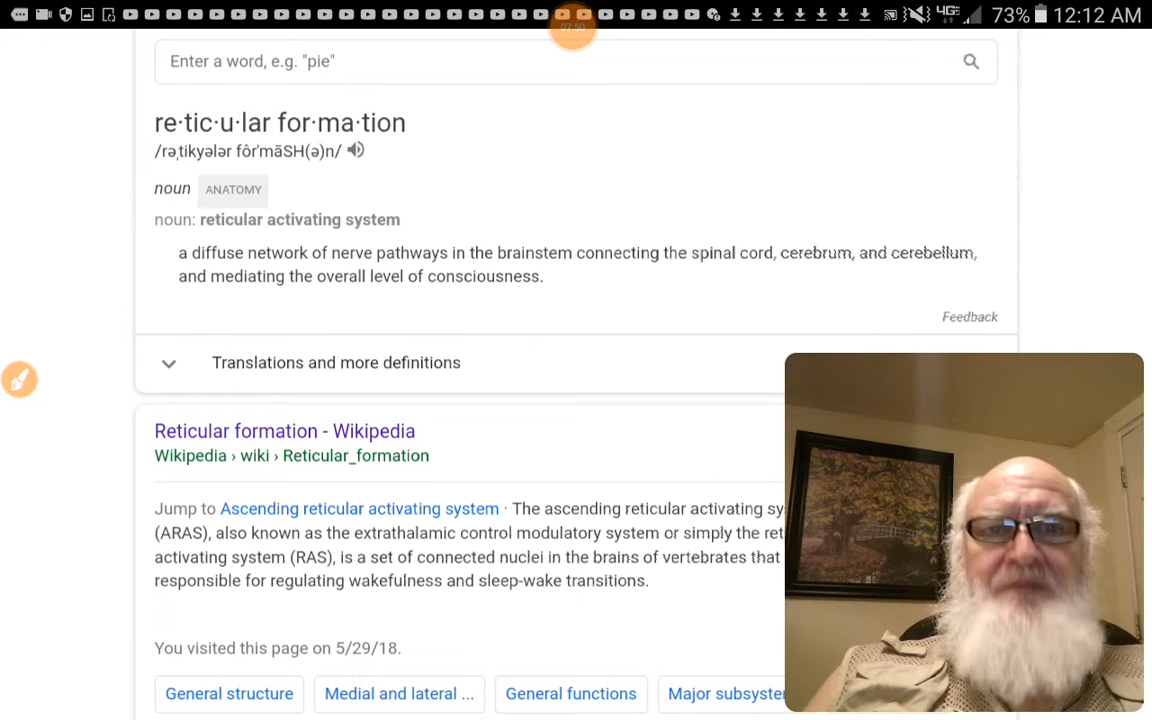 73% 12:12 AM
07:50
Enter a word, e.g. "pie"
re·tic·u·lar for·ma·tion
/rəˌtikyələr fôrˈmāSH(ə)n/
noun ANATOMY
noun: reticular activating system
a diffuse network of nerve pathways in the brainstem connecting the spinal cord, cerebrum, and cerebellum,
and mediating the overall level of consciousness.
Feedback
Translations and more definitions
Reticular formation - Wikipedia
Wikipedia › wiki › Reticular_formation
Jump to Ascending reticular activating system · The ascending reticular activating sy
(ARAS), also known as the extrathalamic control modulatory system or simply the ret
activating system (RAS), is a set of connected nuclei in the brains of vertebrates that
responsible for regulating wakefulness and sleep-wake transitions.
You visited this page on 5/29/18.
General structure Medial and lateral ... General functions Major subsyste